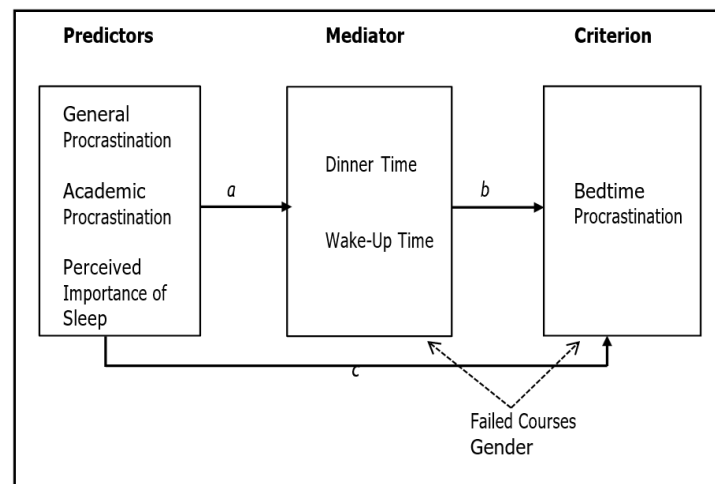 Predictors
Mediator
Criterion
General
Procrastination
Academic
Procrastination
Perceived
Importance of
Sleep
a
Dinner Time
Wake-Up Time
b
Bedtime
Procrastination
c
Failed Courses
Gender